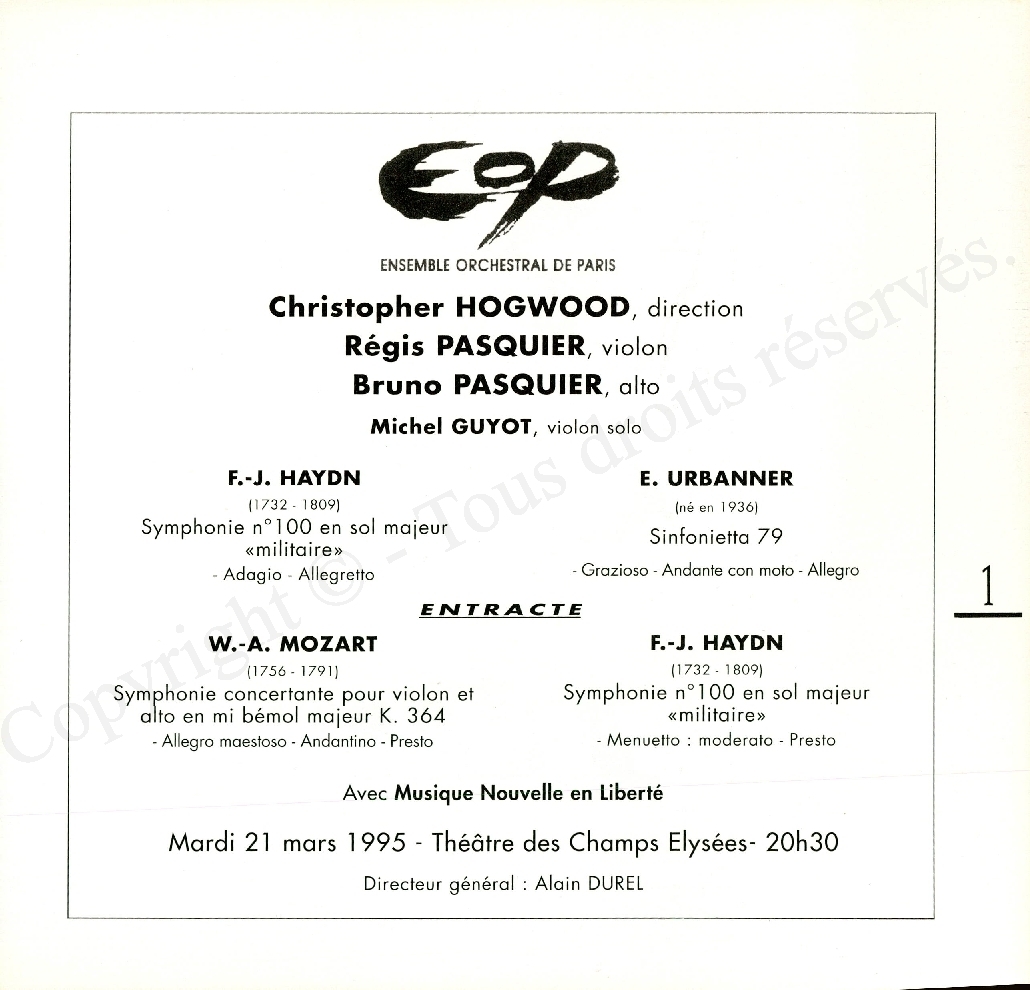 EOP
ENSEMBLE ORCHESTRAL DE PARIS
Christopher HOGWOOD, direction
Régis PASQUIER, violon
Bruno PASQUIER, alto
Michel GUYOT, violon solo
F.-J. HAYDN
(1732 - 1809)
Symphonie n°100 en sol majeur
«militaire»
- Adagio - Allegretto
E. URBANNER
(né en 1936)
Sinfonietta 79
- Grazioso - Andante con moto - Allegro
ENTRACTE
W.-A. MOZART
(1756 - 1791)
Symphonie concertante pour violon et
alto en mi bémol majeur K. 364
- Allegro maestoso - Andantino - Presto
F.-J. HAYDN
(1732 - 1809)
Symphonie n°100 en sol majeur
«militaire»
- Menuetto : moderato - Presto
Avec Musique Nouvelle en Liberté
Mardi 21 mars 1995 - Théâtre des Champs Elysées- 20h30
Directeur général : Alain DUREL
1
Copyright © - Tous droits réservés.